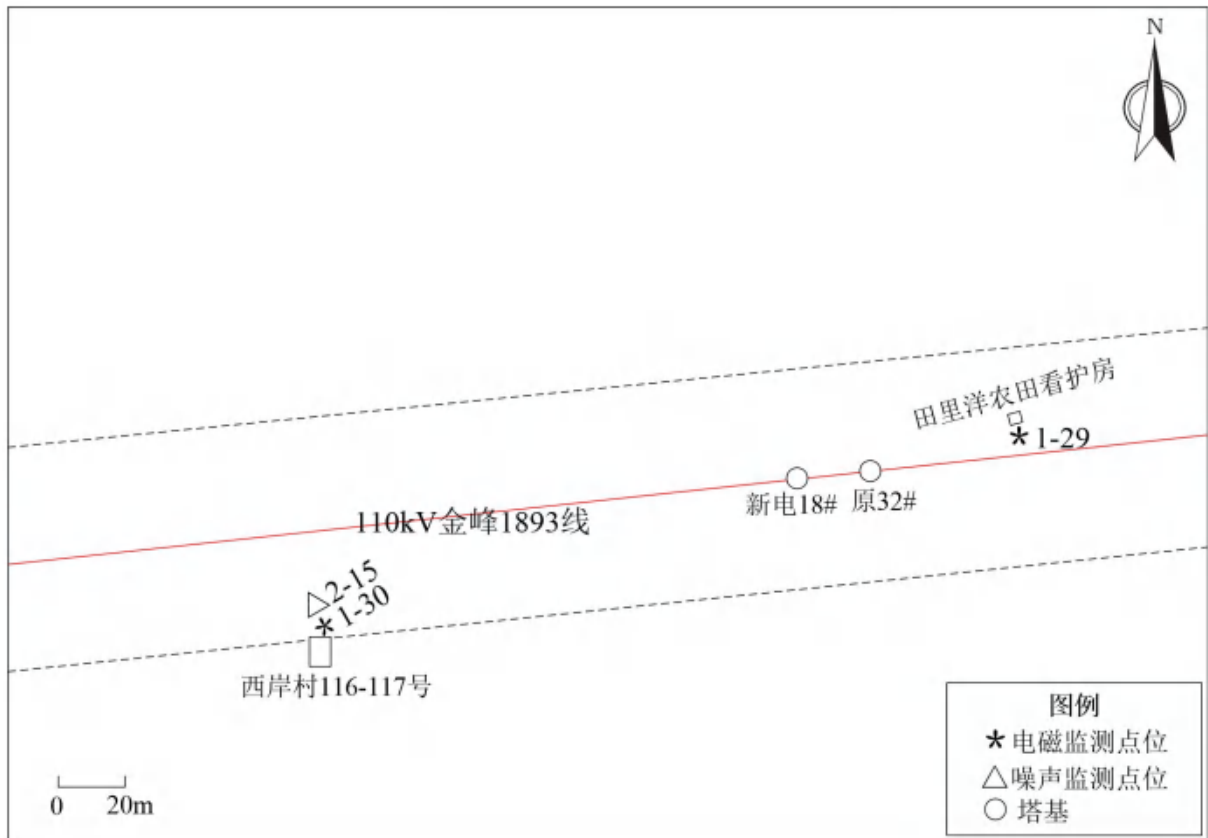 N
田里洋农田看护房
1-29
新电18#
原32#
110kV金峰1893线
2-15
1-30
西岸村116-117号
图例
电磁监测点位
噪声监测点位
塔基
0 20m